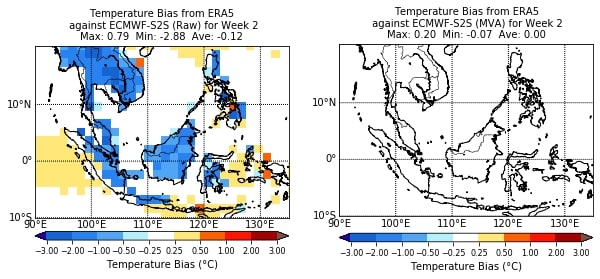 Temperature Bias from ERA5
against ECMWF-S2S (Raw) for Week 2
Max: 0.79 Min: -2.88 Ave: -0.12
10°N
0°
10°S
90°E 100°E 110°E 120°E 130°E
−3.00 −2.00 −1.00 −0.50 −0.25 0.25 0.50 1.00 2.00 3.00
Temperature Bias (°C)
Temperature Bias from ERA5
against ECMWF-S2S (MVA) for Week 2
Max: 0.20 Min: -0.07 Ave: 0.00
10°N
0°
10°S
90°E 100°E 110°E 120°E 130°E
−3.00 −2.00 −1.00 −0.50 −0.25 0.25 0.50 1.00 2.00 3.00
Temperature Bias (°C)